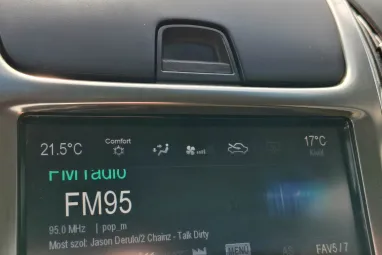 21.5°C Comfort 17°C
FM rádió
FM95
95.0 MHz | pop_m
Most szól: Jason Derulo/2 Chainz - Talk Dirty
MENU FAV5 / 7